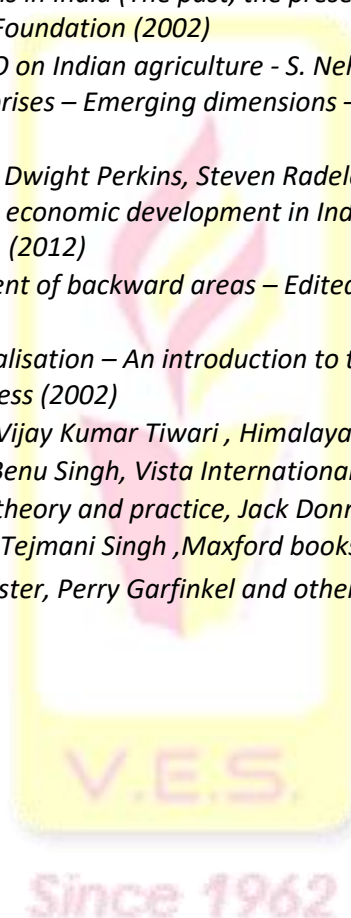 is in India (The past, the prese
Foundation (2002)
O on Indian agriculture - S. Nel
prises – Emerging dimensions –
Dwight Perkins, Steven Radele
economic development in Ind
(2012)
ent of backward areas – Edited
alisation – An introduction to t
ess (2002)
Vijay Kumar Tiwari , Himalaya
Benu Singh, Vista International
theory and practice, Jack Donn
Tejmani Singh ,Maxford books
ster, Perry Garfinkel and other
V.E.S.
Since 1962